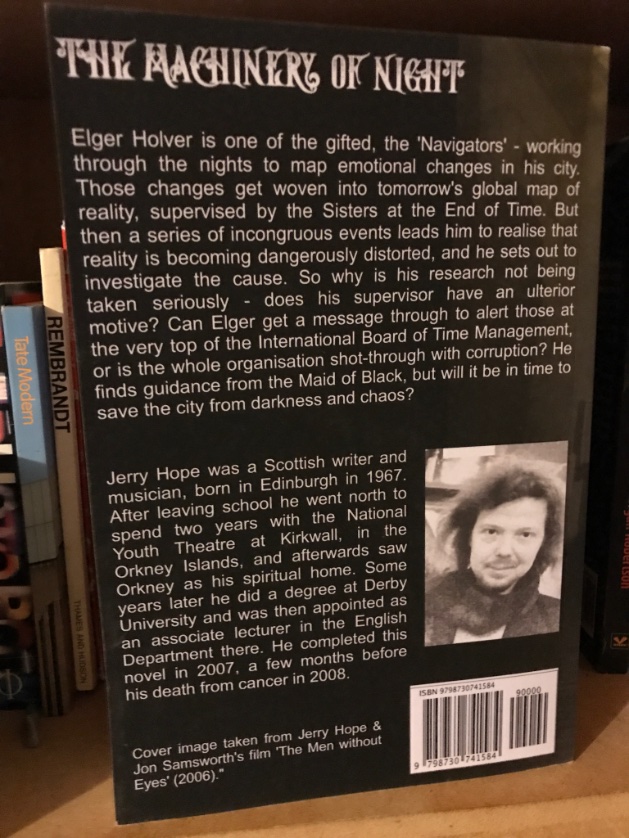 THE MACHINERY OF NIGHT
Elger Holver is one of the gifted, the 'Navigators' - working
through the nights to map emotional changes in his city.
Those changes get woven into tomorrow's global map of
reality, supervised by the Sisters at the End of Time. But
then a series of incongruous events leads him to realise that
reality is becoming dangerously distorted, and he sets out to
investigate the cause. So why is his research not being
taken seriously - does his supervisor have an ulterior
motive? Can Elger get a message through to alert those at
the very top of the International Board of Time Management,
or is the whole organisation shot-through with corruption? He
finds guidance from the Maid of Black, but will it be in time to
save the city from darkness and chaos?
Jerry Hope was a Scottish writer and
musician, born in Edinburgh in 1967.
After leaving school he went north to
spend two years with the National
Youth Theatre at Kirkwall, in the
Orkney Islands, and afterwards saw
Orkney as his spiritual home. Some
years later he did a degree at Derby
University and was then appointed as
an associate lecturer in the English
Department there. He completed this
novel in 2007, a few months before
his death from cancer in 2008.
Cover image taken from Jerry Hope &
Jon Samsworth's film 'The Men without
Eyes' (2006)."
ISBN 9798730741584
90000
9 798730 741584
Tate Modern
REMBRANDT
THAMES AND HUDSON